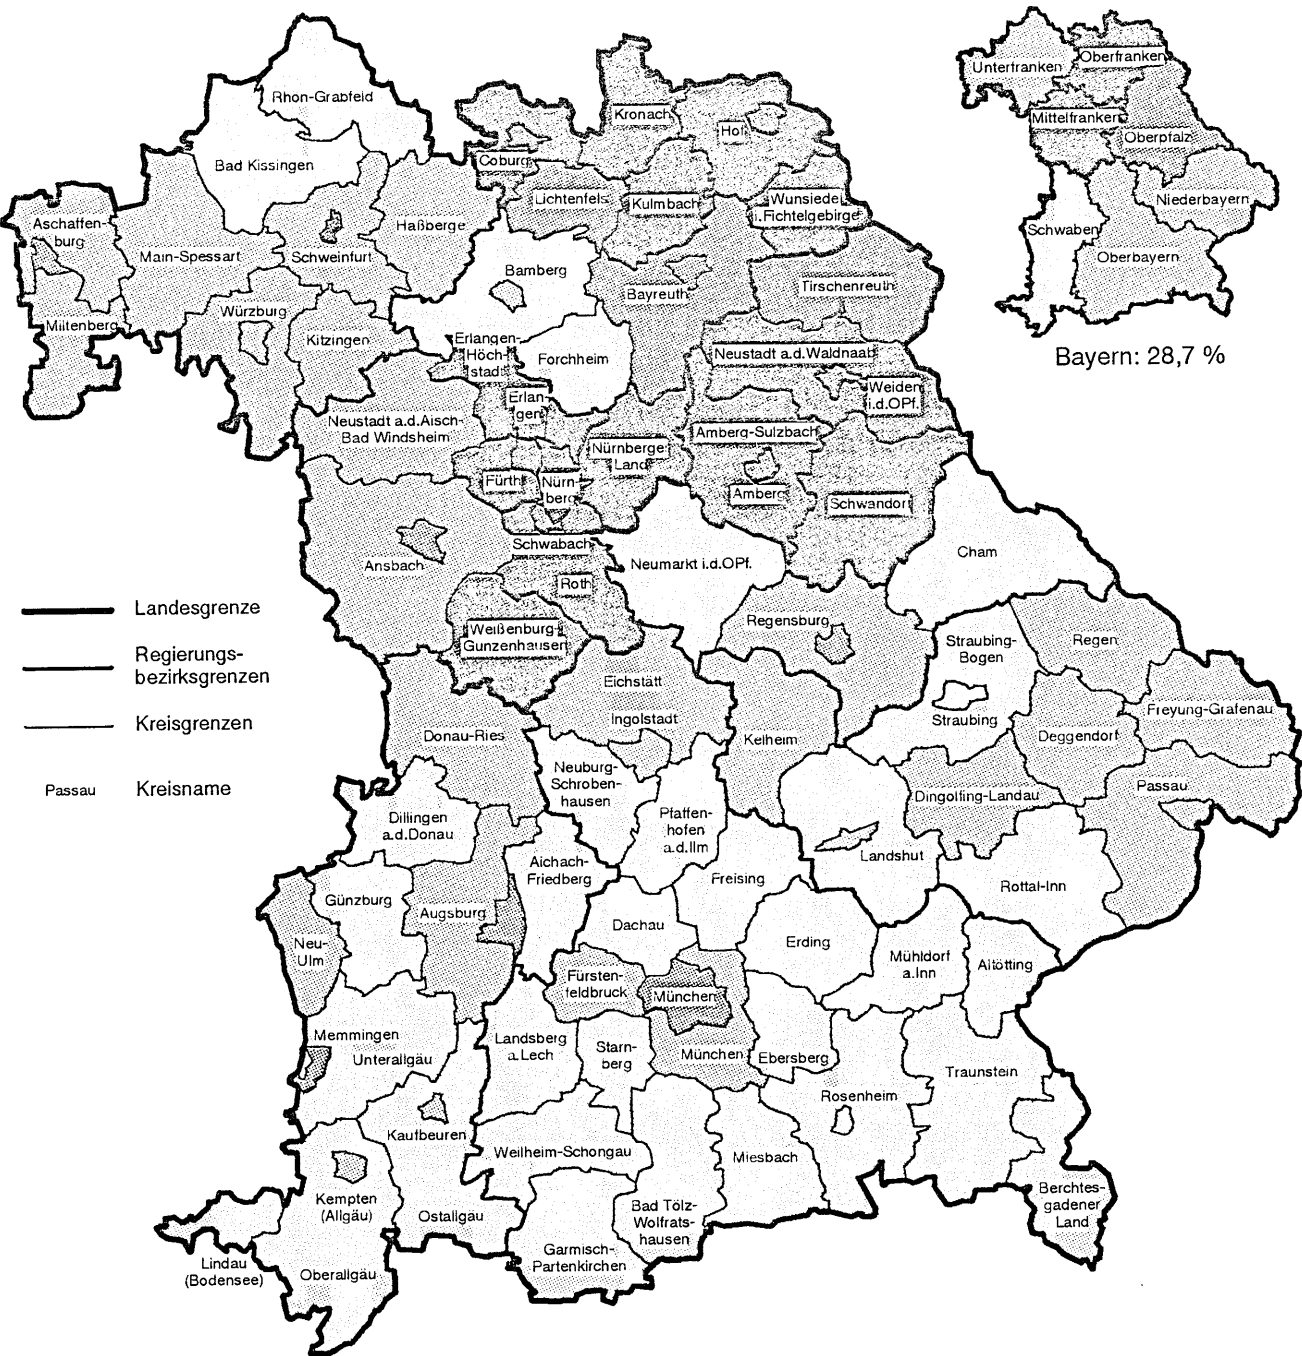 Rhön-Grabfeld
Bad Kissingen
Kronach
Hof
Coburg
Lichtenfels
Kulmbach
Wunsiedel
i.Fichtelgebirge
Aschaffen-
burg
Main-Spessart
Schweinfurt
Haßberge
Bamberg
Bayreuth
Tirschenreuth
Miltenberg
Würzburg
Kitzingen
Erlangen-
Höch-
stadt
Forchheim
Neustadt a.d.Waldnaab
Weiden
i.d.OPf.
Erlan-
gen
Neustadt a.d.Aisch-
Bad Windsheim
Nürnberger
Land
Amberg-Sulzbach
Fürth
Nürn-
berg
Amberg
Schwandorf
Ansbach
Schwabach
Roth
Neumarkt i.d.OPf.
Cham
Weißenburg-
Gunzenhausen
Regensburg
Straubing-
Bogen
Straubing
Regen
Eichstätt
Ingolstadt
Freyung-Grafenau
Deggendorf
Donau-Ries
Kelheim
Neuburg-
Schroben-
hausen
Dingolfing-Landau
Passau
Dillingen
a.d.Donau
Pfaffen-
hofen
a.d.Ilm
Aichach-
Friedberg
Landshut
Freising
Rottal-Inn
Günzburg
Augsburg
Dachau
Erding
Neu-
Ulm
Mühldorf
a.Inn
Altötting
Fürsten-
feldbruck
München
Memmingen
Unterallgäu
Landsberg
a.Lech
Starn-
berg
München
Ebersberg
Traunstein
Rosenheim
Kaufbeuren
Weilheim-Schongau
Miesbach
Kempten
(Allgäu)
Ostallgäu
Bad Tölz-
Wolfrats-
hausen
Berchtes-
gadener
Land
Garmisch-
Partenkirchen
Lindau
(Bodensee)
Oberallgäu
Landesgrenze
Regierungs-
bezirksgrenzen
Kreisgrenzen
Passau Kreisname
Unterfranken
Oberfranken
Mittelfranken
Oberpfalz
Niederbayern
Schwaben
Oberbayern
Bayern: 28,7 %